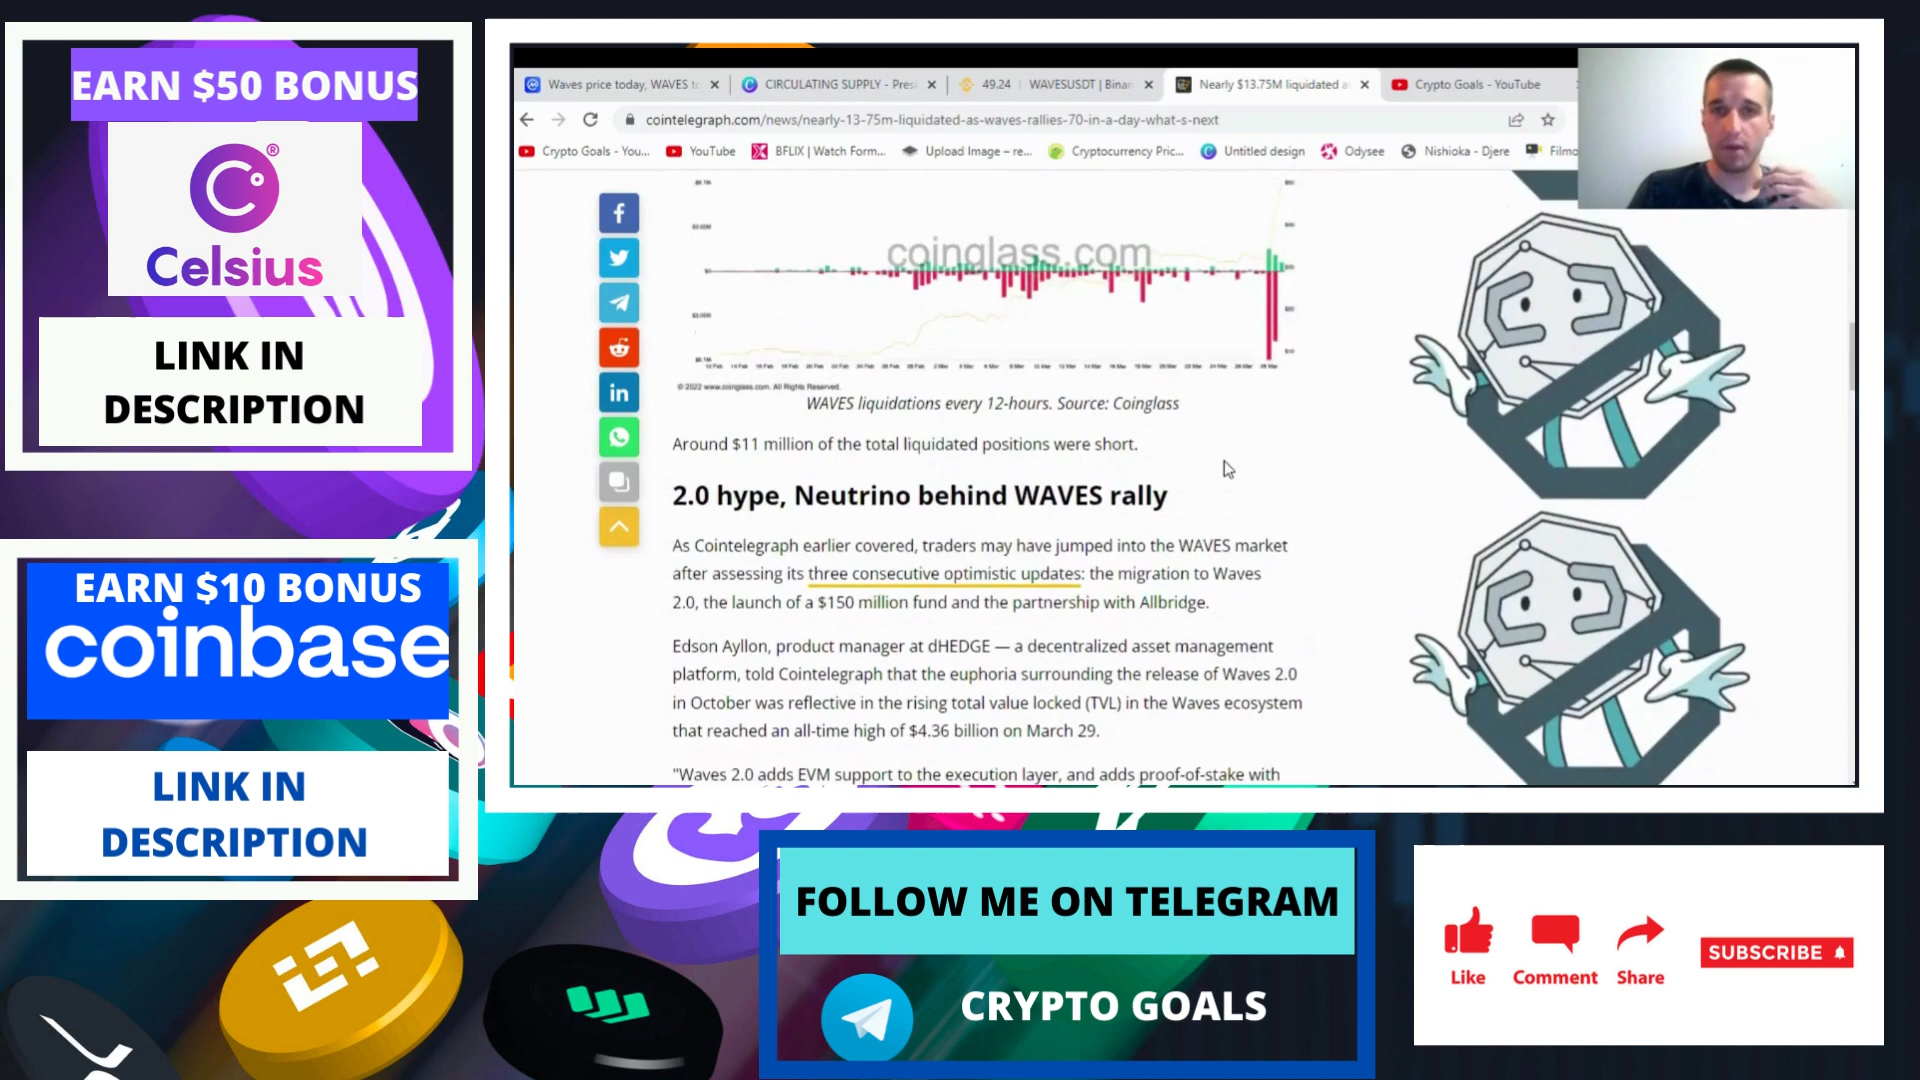 EARN $50 BONUS
Celsius®
LINK IN
DESCRIPTION
EARN $10 BONUS
coinbase
LINK IN
DESCRIPTION
Waves price today, WAVES to
CIRCULATING SUPPLY - Pres
49.24 | WAVESUSDT | Binan
Nearly $13.75M liquidated a
Crypto Goals - YouTube
cointelegraph.com/news/nearly-13-75m-liquidated-as-waves-rallies-70-in-a-day-what-s-next
Crypto Goals - You...
YouTube
BFLIX | Watch Form...
Upload Image – re...
Cryptocurrency Pric...
Untitled design
Odysee
Nishioka - Djere
Filmo
coinglass.com
© 2022 www.coinglass.com. All Rights Reserved.
WAVES liquidations every 12-hours. Source: Coinglass
Around $11 million of the total liquidated positions were short.
2.0 hype, Neutrino behind WAVES rally
As Cointelegraph earlier covered, traders may have jumped into the WAVES market
after assessing its three consecutive optimistic updates: the migration to Waves
2.0, the launch of a $150 million fund and the partnership with Allbridge.
Edson Ayllon, product manager at dHEDGE — a decentralized asset management
platform, told Cointelegraph that the euphoria surrounding the release of Waves 2.0
in October was reflective in the rising total value locked (TVL) in the Waves ecosystem
that reached an all-time high of $4.36 billion on March 29.
"Waves 2.0 adds EVM support to the execution layer, and adds proof-of-stake with
FOLLOW ME ON TELEGRAM
CRYPTO GOALS
Like
Comment
Share
SUBSCRIBE